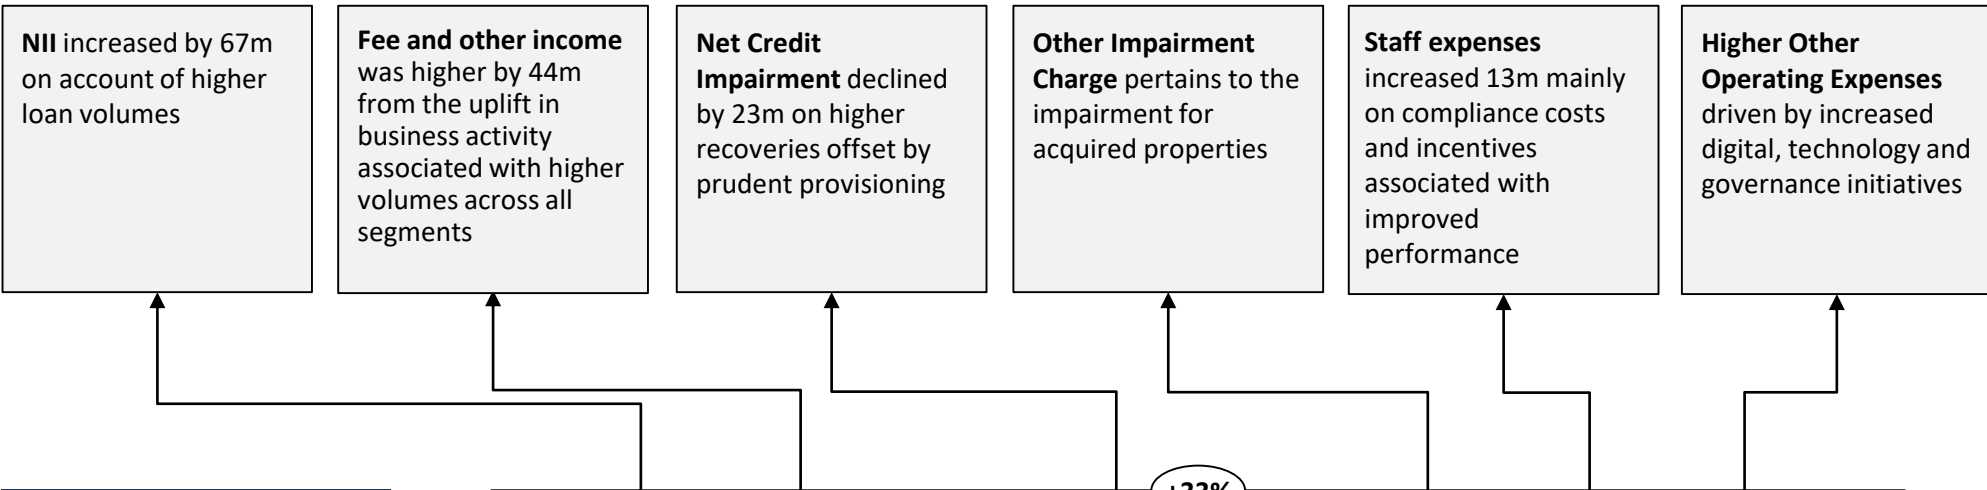 NII increased by 67m
on account of higher
loan volumes
Fee and other income
was higher by 44m
from the uplift in
business activity
associated with higher
volumes across all
segments
Net Credit
Impairment declined
by 23m on higher
recoveries offset by
prudent provisioning
Other Impairment
Charge pertains to the
impairment for
acquired properties
Staff expenses
increased 13m mainly
on compliance costs
and incentives
associated with
improved
performance
Higher Other
Operating Expenses
driven by increased
digital, technology and
governance initiatives